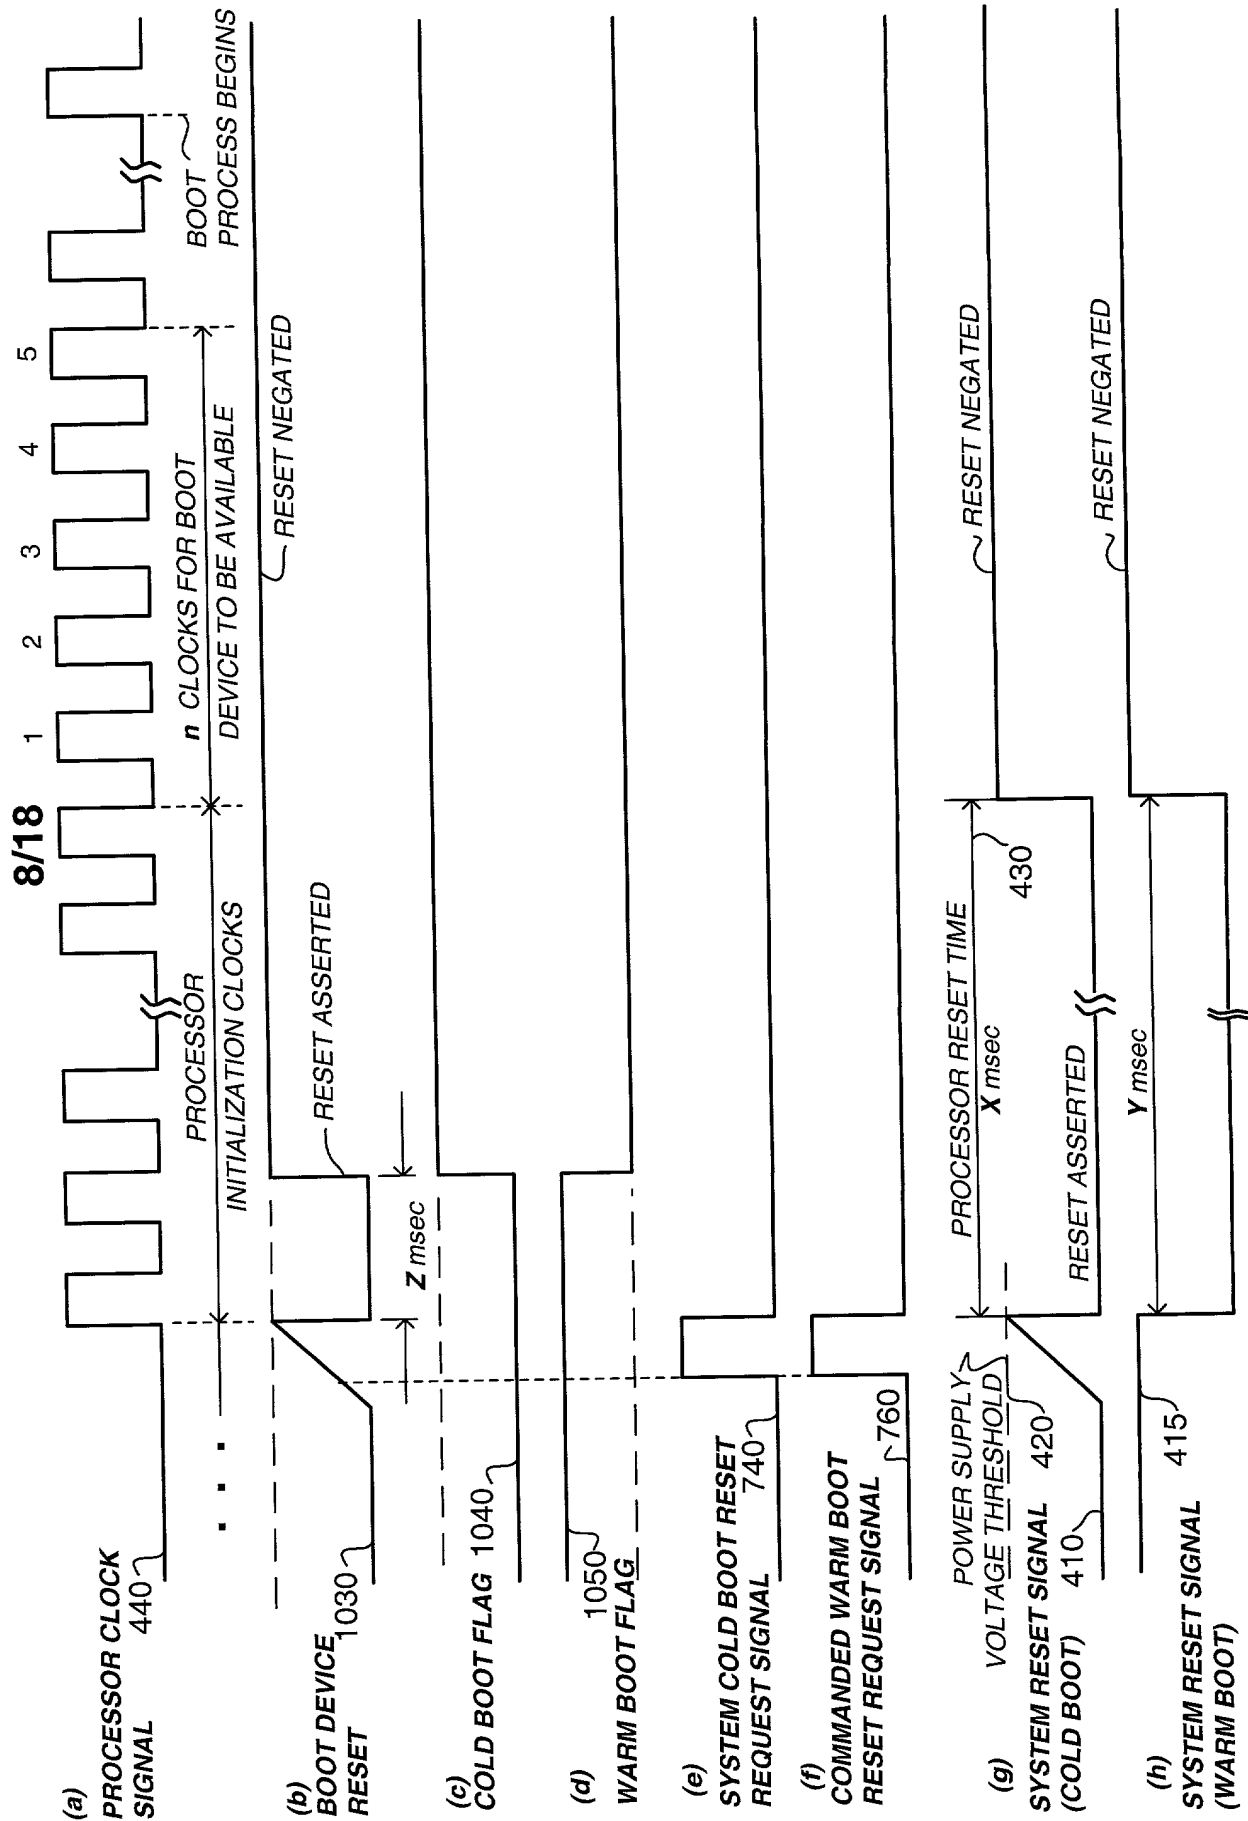 8/18
(a)
PROCESSOR CLOCK
SIGNAL
440
1
2
3
4
5
PROCESSOR
INITIALIZATION CLOCKS
n CLOCKS FOR BOOT
DEVICE TO BE AVAILABLE
BOOT
PROCESS BEGINS
(b)
BOOT DEVICE
RESET
1030
RESET ASSERTED
RESET NEGATED
Z msec
(c)
COLD BOOT FLAG 1040
(d)
WARM BOOT FLAG
1050
(e)
SYSTEM COLD BOOT RESET
REQUEST SIGNAL
740
(f)
COMMANDED WARM BOOT
RESET REQUEST SIGNAL
760
POWER SUPPLY
VOLTAGE THRESHOLD
420
(g)
SYSTEM RESET SIGNAL
(COLD BOOT)
410
PROCESSOR RESET TIME
X msec
430
RESET ASSERTED
RESET NEGATED
(h)
SYSTEM RESET SIGNAL
(WARM BOOT)
415
Y msec
RESET NEGATED